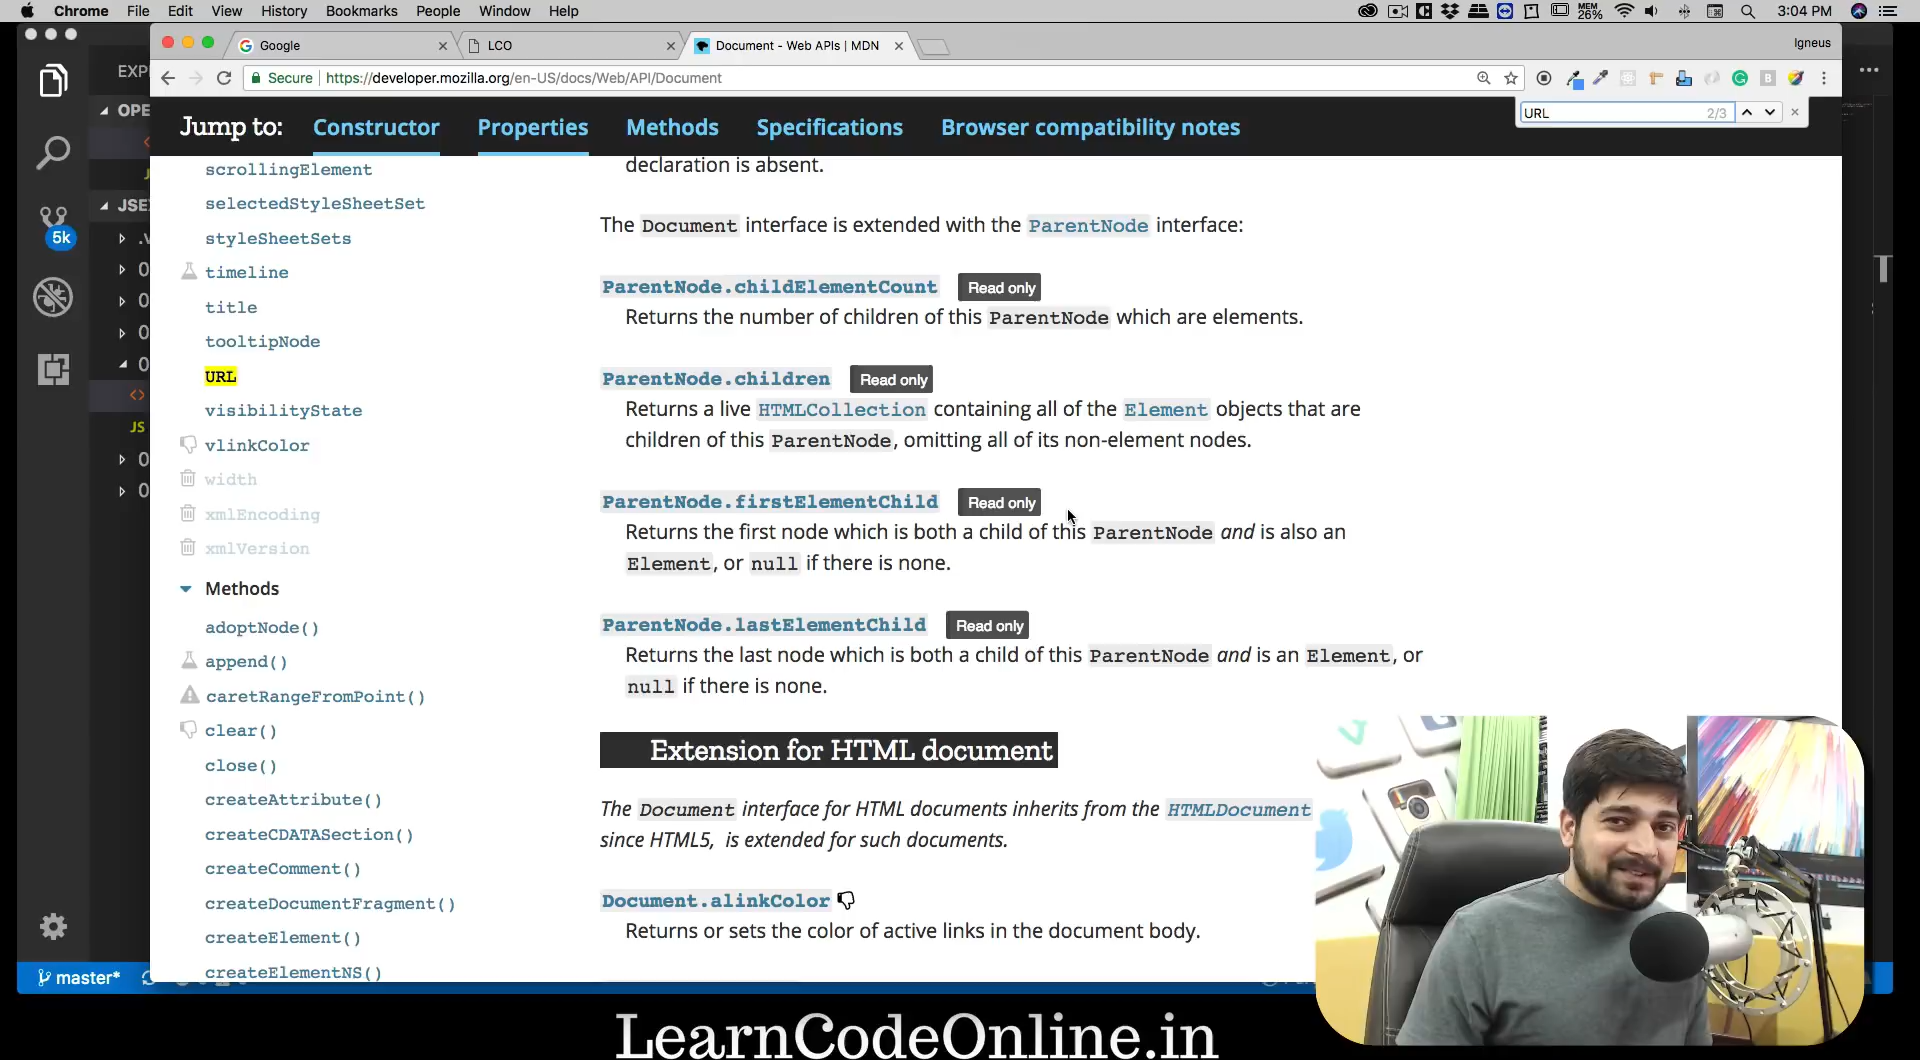 Chrome File Edit View History Bookmarks People Window Help
MEM 26% 3:04 PM
Google
LCO
Document - Web APIs | MDN
Igneus
Secure | https://developer.mozilla.org/en-US/docs/Web/API/Document
URL 2/3
EXP
OPE
JSE
5k
JS
Jump to: Constructor Properties Methods Specifications Browser compatibility notes
scrollingElement
selectedStyleSheetSet
styleSheetSets
timeline
title
tooltipNode
URL
visibilityState
vlinkColor
width
xmlEncoding
xmlVersion
Methods
adoptNode()
append()
caretRangeFromPoint()
clear()
close()
createAttribute()
createCDATASection()
createComment()
createDocumentFragment()
createElement()
createElementNS()
declaration is absent.
The Document interface is extended with the ParentNode interface:
ParentNode.childElementCount Read only
Returns the number of children of this ParentNode which are elements.
ParentNode.children Read only
Returns a live HTMLCollection containing all of the Element objects that are
children of this ParentNode, omitting all of its non-element nodes.
ParentNode.firstElementChild Read only
Returns the first node which is both a child of this ParentNode and is also an
Element, or null if there is none.
ParentNode.lastElementChild Read only
Returns the last node which is both a child of this ParentNode and is an Element, or
null if there is none.
Extension for HTML document
The Document interface for HTML documents inherits from the HTMLDocument
since HTML5, is extended for such documents.
Document.alinkColor
Returns or sets the color of active links in the document body.
master*
LearnCodeOnline.in